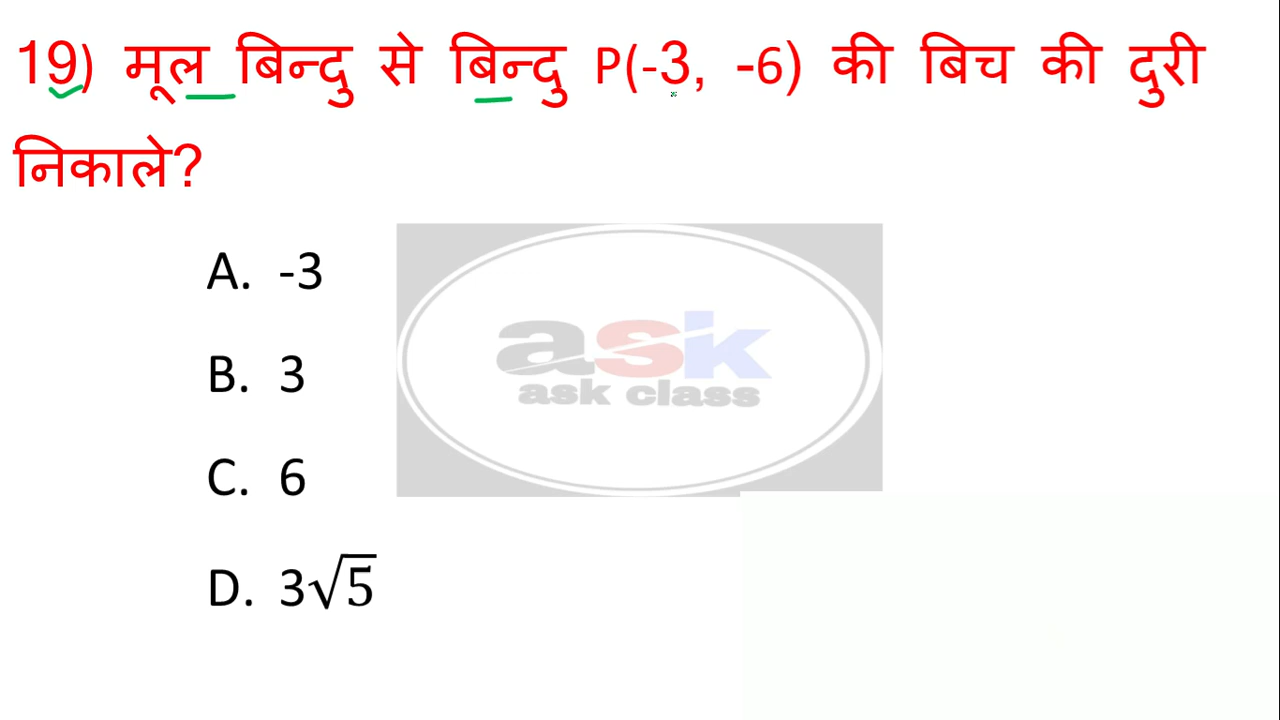 19) मूल बिन्दु से बिन्दु P(-3, -6) की बिच की दुरी
निकाले?
A. -3
ask
ask class
B. 3
C. 6
D. 3√5